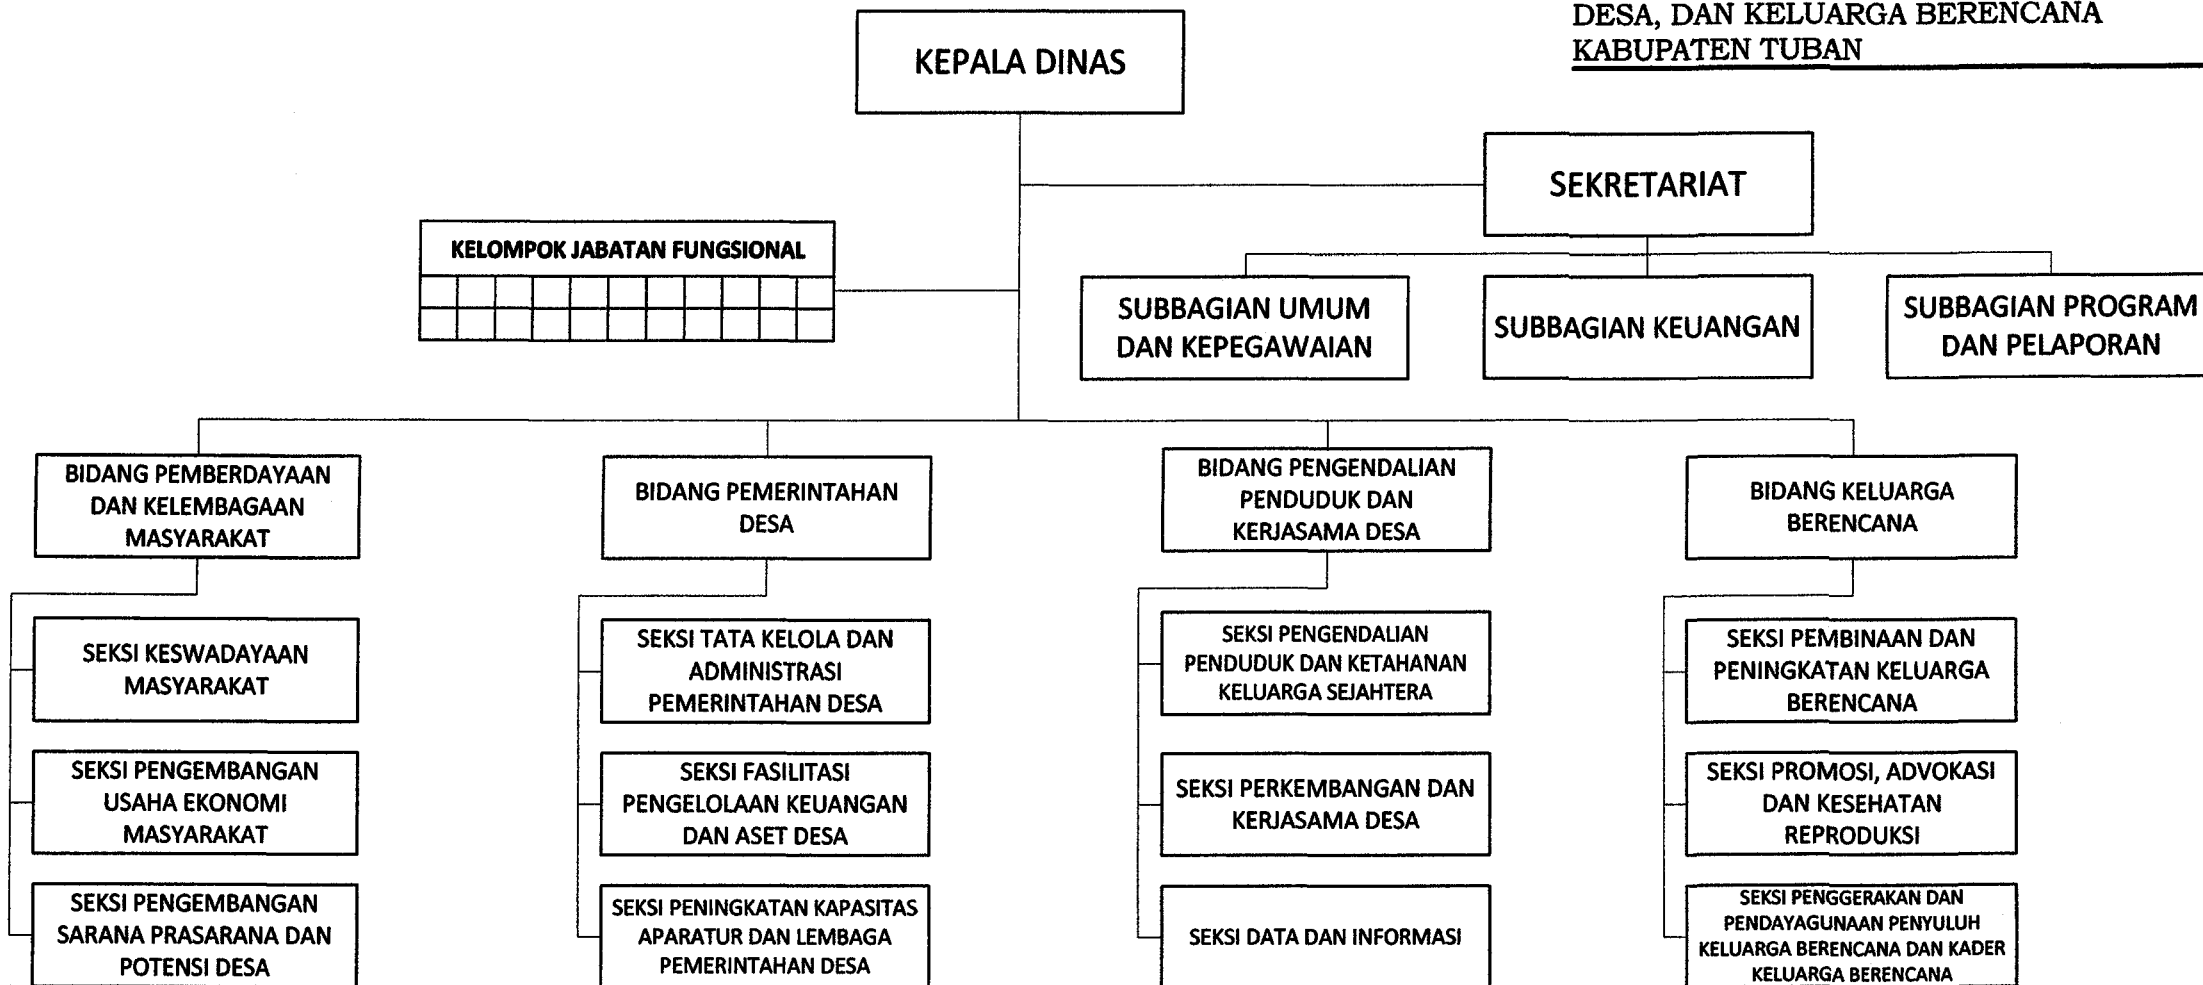 DESA, DAN KELUARGA BERENCANA
KABUPATEN TUBAN
KEPALA DINAS
SEKRETARIAT
KELOMPOK JABATAN FUNGSIONAL
SUBBAGIAN UMUM
DAN KEPEGAWAIAN
SUBBAGIAN KEUANGAN
SUBBAGIAN PROGRAM
DAN PELAPORAN
BIDANG PEMBERDAYAAN
DAN KELEMBAGAAN
MASYARAKAT
BIDANG PEMERINTAHAN
DESA
BIDANG PENGENDALIAN
PENDUDUK DAN
KERJASAMA DESA
BIDANG KELUARGA
BERENCANA
SEKSI KESWADAYAAN
MASYARAKAT
SEKSI TATA KELOLA DAN
ADMINISTRASI
PEMERINTAHAN DESA
SEKSI PENGENDALIAN
PENDUDUK DAN KETAHANAN
KELUARGA SEJAHTERA
SEKSI PEMBINAAN DAN
PENINGKATAN KELUARGA
BERENCANA
SEKSI PENGEMBANGAN
USAHA EKONOMI
MASYARAKAT
SEKSI FASILITASI
PENGELOLAAN KEUANGAN
DAN ASET DESA
SEKSI PERKEMBANGAN DAN
KERJASAMA DESA
SEKSI PROMOSI, ADVOKASI
DAN KESEHATAN
REPRODUKSI
SEKSI PENGEMBANGAN
SARANA PRASARANA DAN
POTENSI DESA
SEKSI PENINGKATAN KAPASITAS
APARATUR DAN LEMBAGA
PEMERINTAHAN DESA
SEKSI DATA DAN INFORMASI
SEKSI PENGGERAKAN DAN
PENDAYAGUNAAN PENYULUH
KELUARGA BERENCANA DAN KADER
KELUARGA BERENCANA